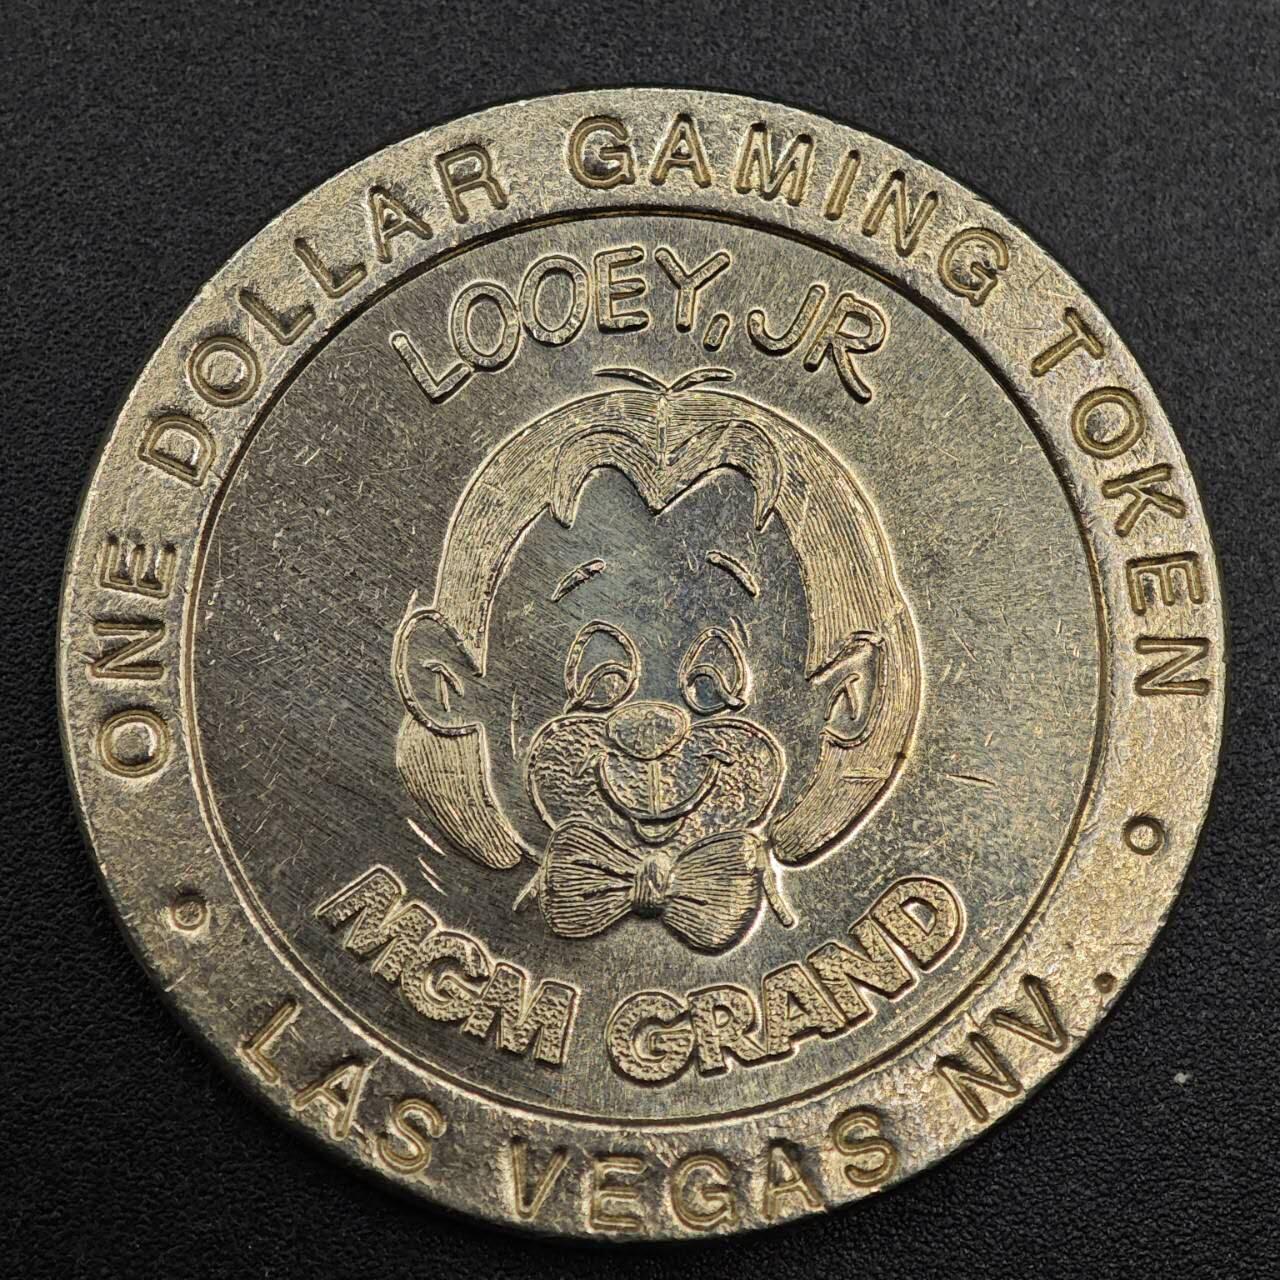 ONE DOLLAR GAMING TOKEN
LOOEY, JR
MGM GRAND
LAS VEGAS NV.